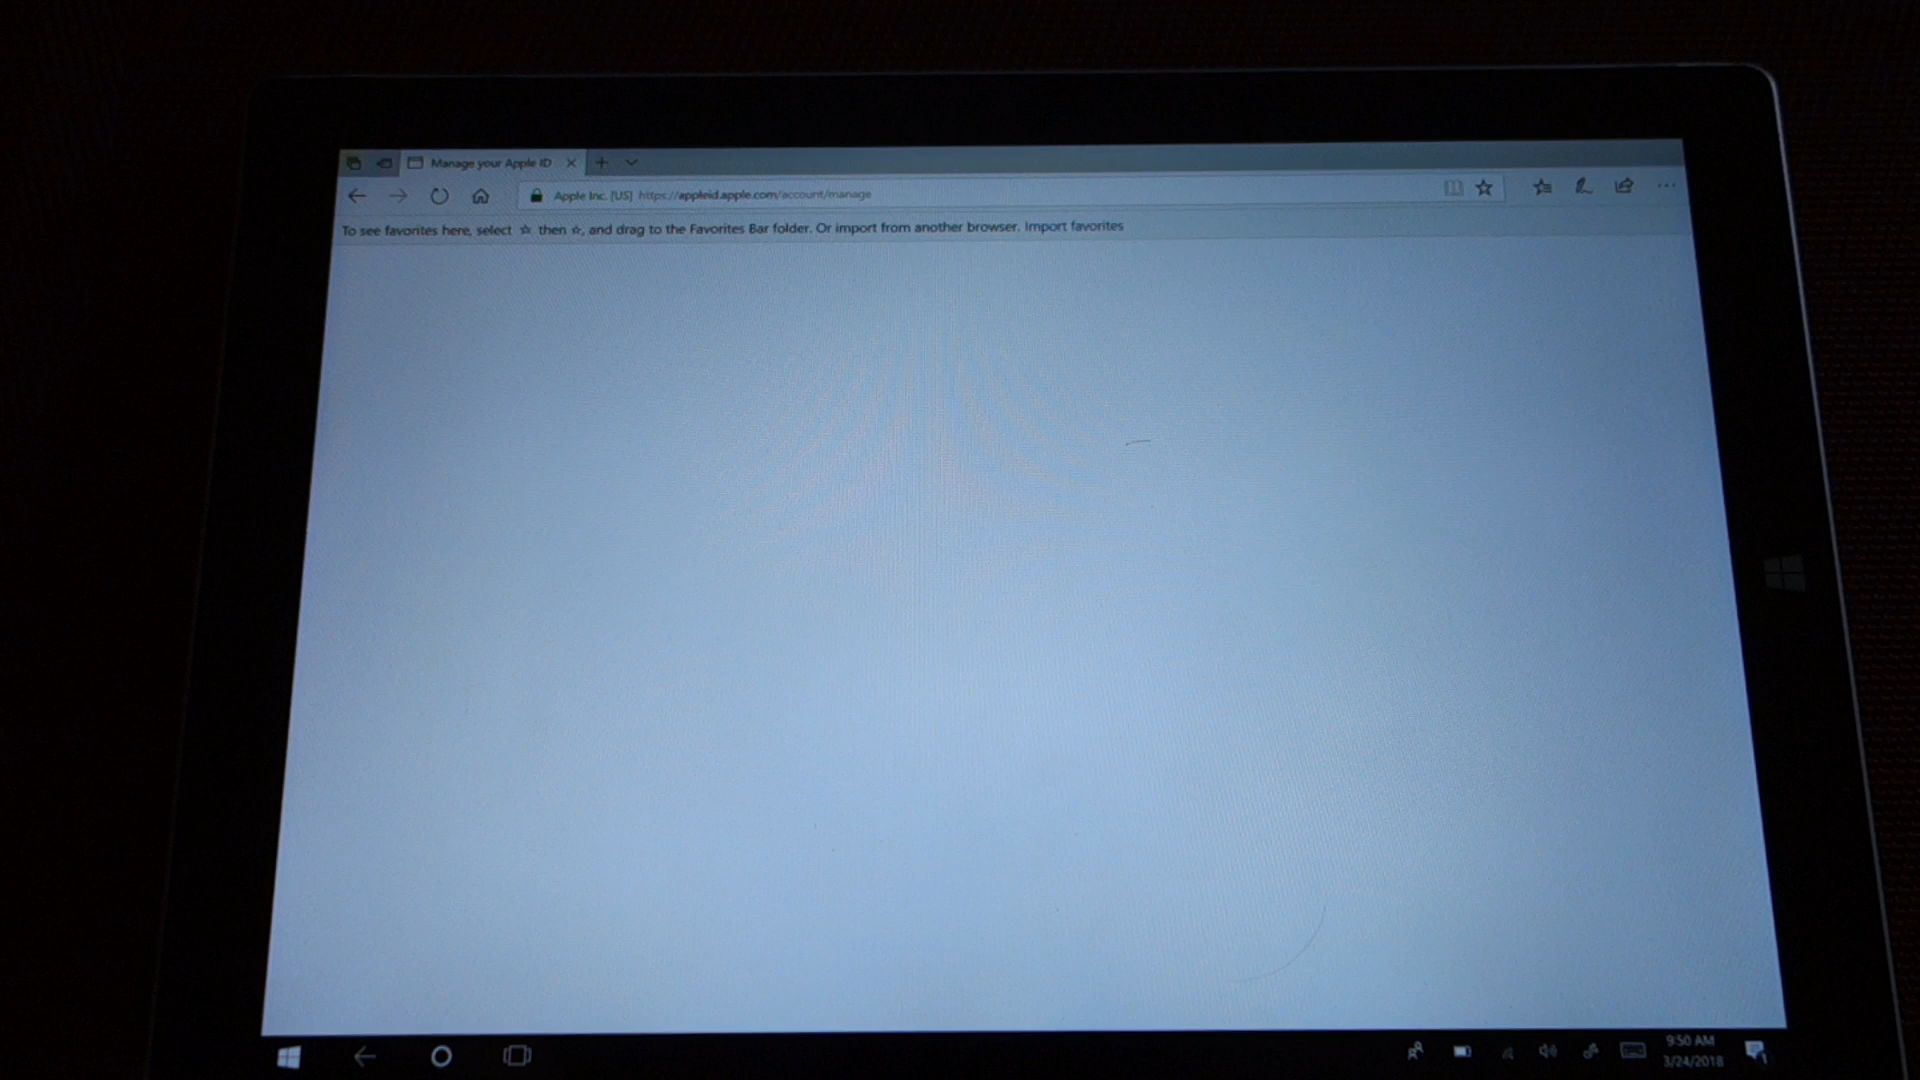 Manage your Apple ID
Apple Inc. [US] https://appleid.apple.com/account/manage
To see favorites here, select ☆ then ☆, and drag to the Favorites Bar folder. Or import from another browser. Import favorites
9:50 AM
3/24/2018